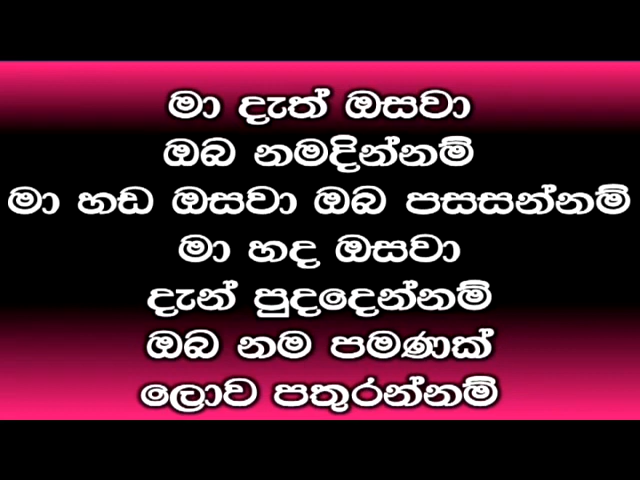 මා දෑත් ඔසවා
ඔබ නමදින්නම්
මා හඩ ඔසවා ඔබ පසසන්නම්
මා හද ඔසවා
දැන් පුදදෙන්නම්
ඔබ නම පමණක්
ලොව පතුරන්නම්